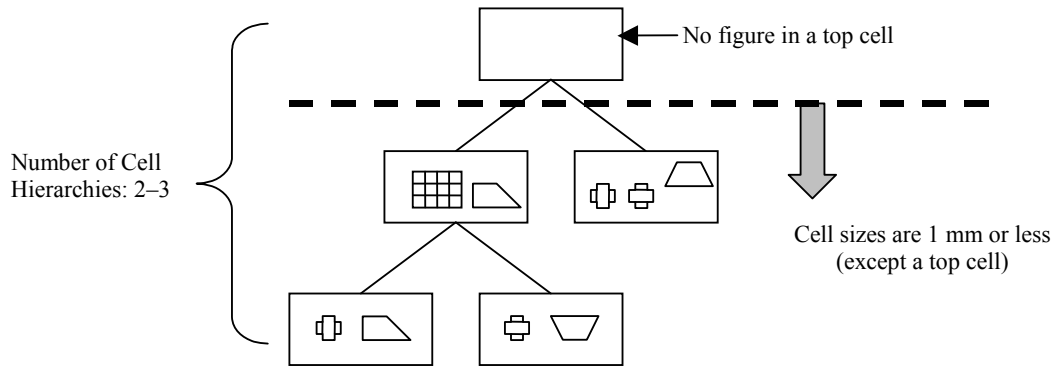 No figure in a top cell
Number of Cell
Hierarchies: 2–3
Cell sizes are 1 mm or less
(except a top cell)